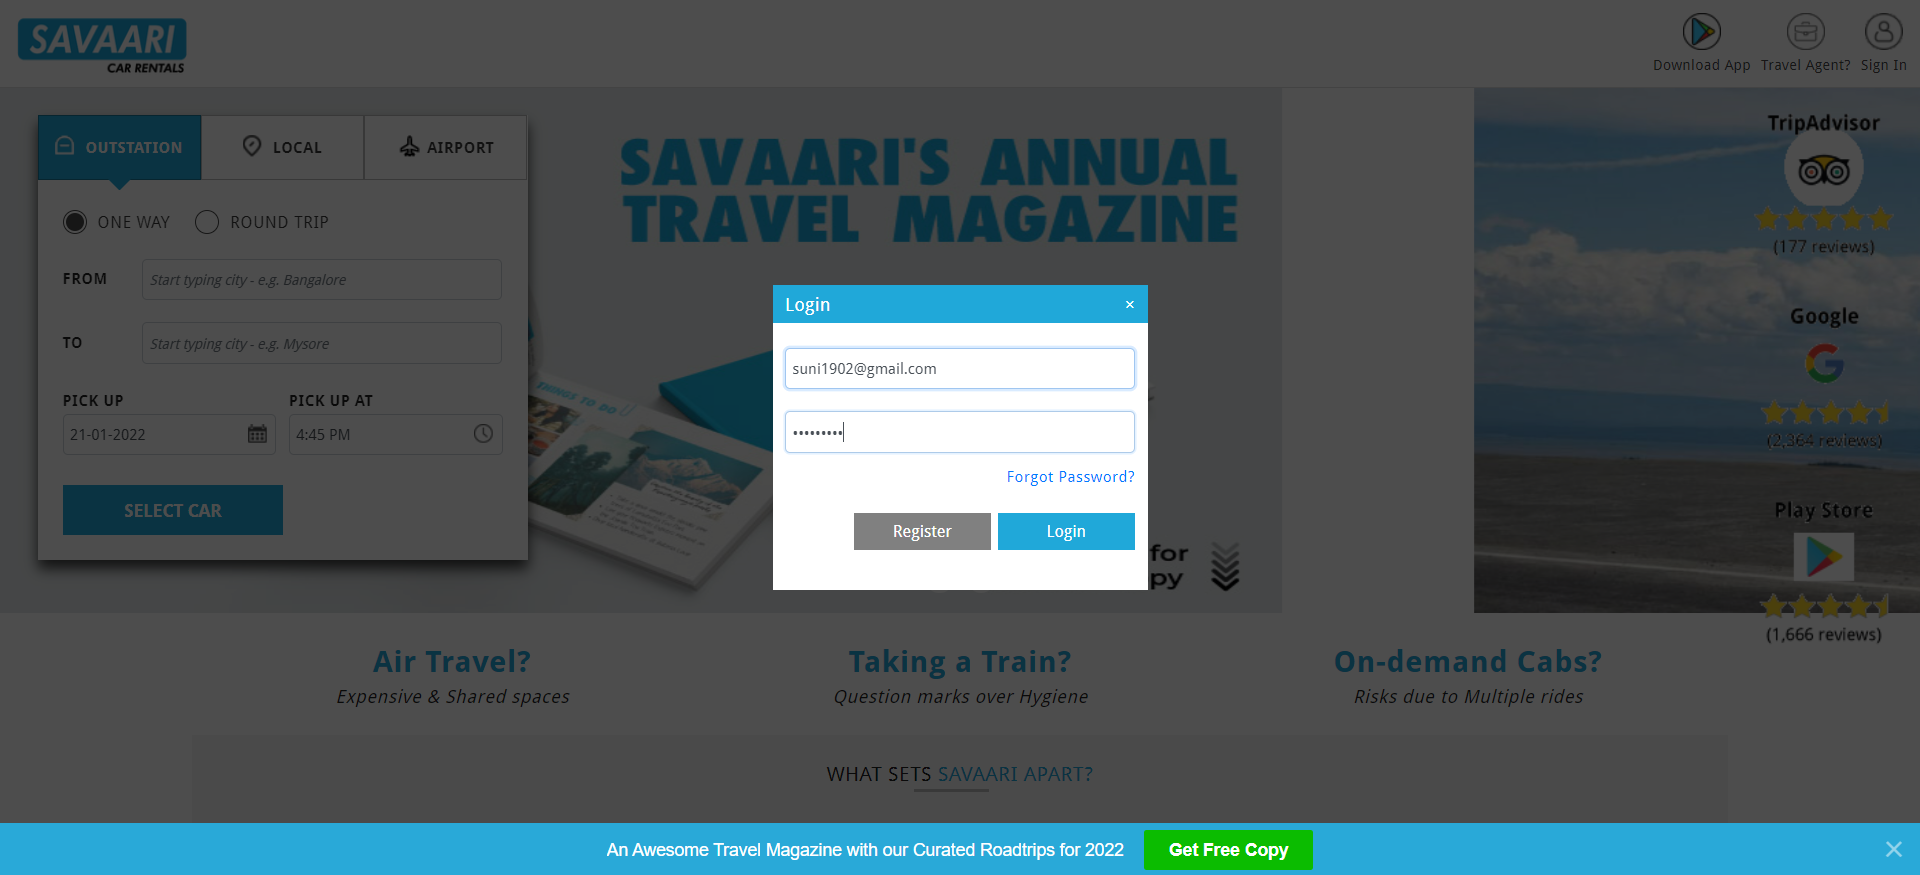 SAVAARI
CAR RENTALS
Download App
Travel Agent?
Sign In
OUTSTATION
LOCAL
AIRPORT
ONE WAY
ROUND TRIP
FROM
Start typing city - e.g. Bangalore
TO
Start typing city - e.g. Mysore
PICK UP
PICK UP AT
21-01-2022
4:45 PM
SELECT CAR
SAVAARI'S ANNUAL
TRAVEL MAGAZINE
THINGS TO DO
Login
×
suni1902@gmail.com
•••••••••
Forgot Password?
Register
Login
for
py
TripAdvisor
(177 reviews)
Google
(2,364 reviews)
Play Store
(1,666 reviews)
Air Travel?
Expensive & Shared spaces
Taking a Train?
Question marks over Hygiene
On-demand Cabs?
Risks due to Multiple rides
WHAT SETS SAVAARI APART?
An Awesome Travel Magazine with our Curated Roadtrips for 2022
Get Free Copy